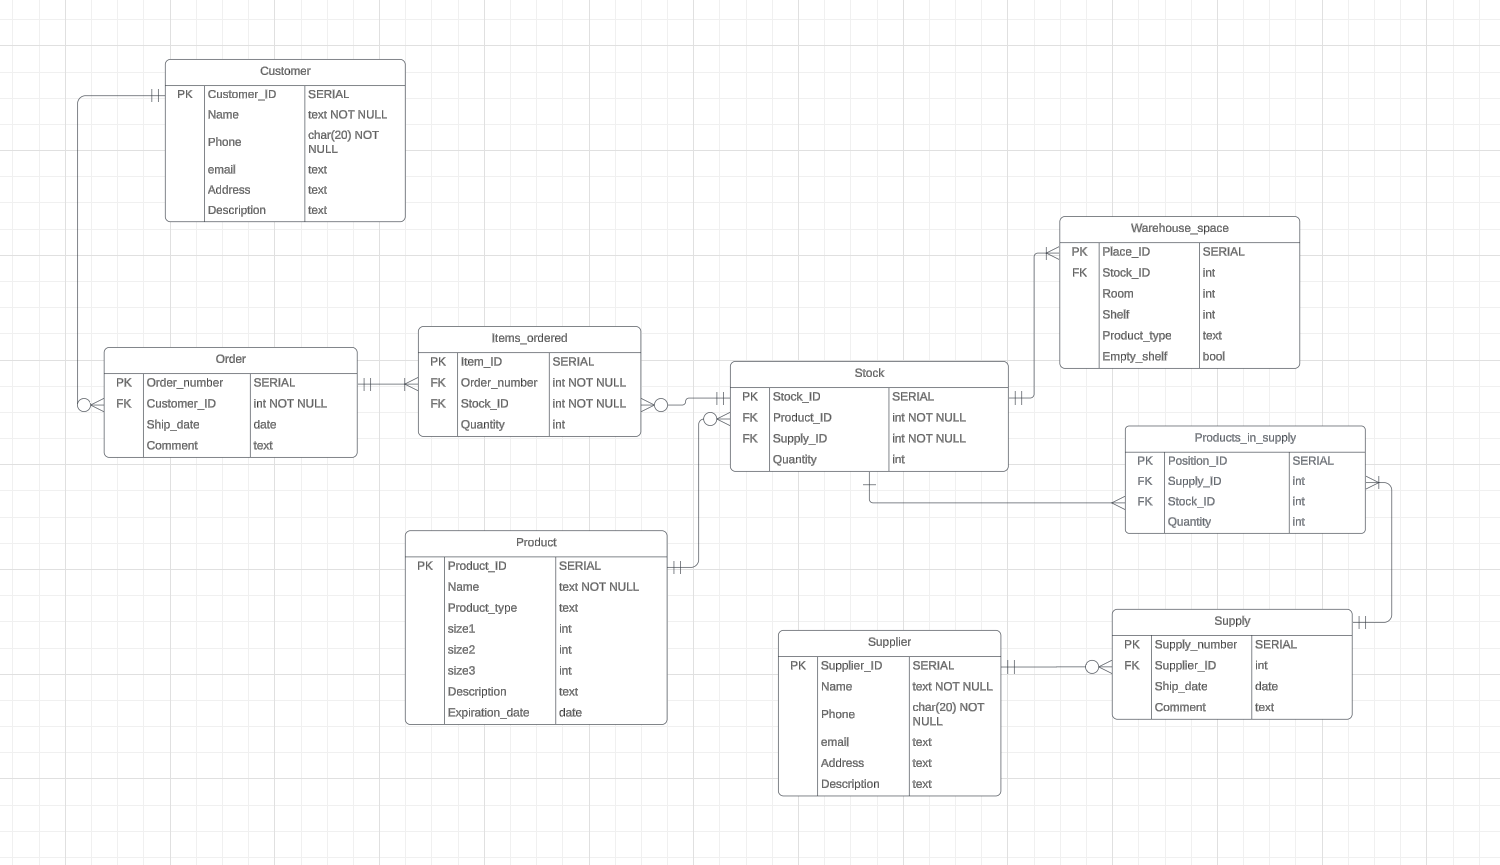 Customer
PK Customer_ID SERIAL
Name text NOT NULL
Phone char(20) NOT
NULL
email text
Address text
Description text
Warehouse_space
PK Place_ID SERIAL
FK Stock_ID int
Room int
Shelf int
Product_type text
Empty_shelf bool
Order
PK Order_number SERIAL
FK Customer_ID int NOT NULL
Ship_date date
Comment text
Items_ordered
PK Item_ID SERIAL
FK Order_number int NOT NULL
FK Stock_ID int NOT NULL
Quantity int
Stock
PK Stock_ID SERIAL
FK Product_ID int NOT NULL
FK Supply_ID int NOT NULL
Quantity int
Products_in_supply
PK Position_ID SERIAL
FK Supply_ID int
FK Stock_ID int
Quantity int
Product
PK Product_ID SERIAL
Name text NOT NULL
Product_type text
size1 int
size2 int
size3 int
Description text
Expiration_date date
Supplier
PK Supplier_ID SERIAL
Name text NOT NULL
Phone char(20) NOT
NULL
email text
Address text
Description text
Supply
PK Supply_number SERIAL
FK Supplier_ID int
Ship_date date
Comment text